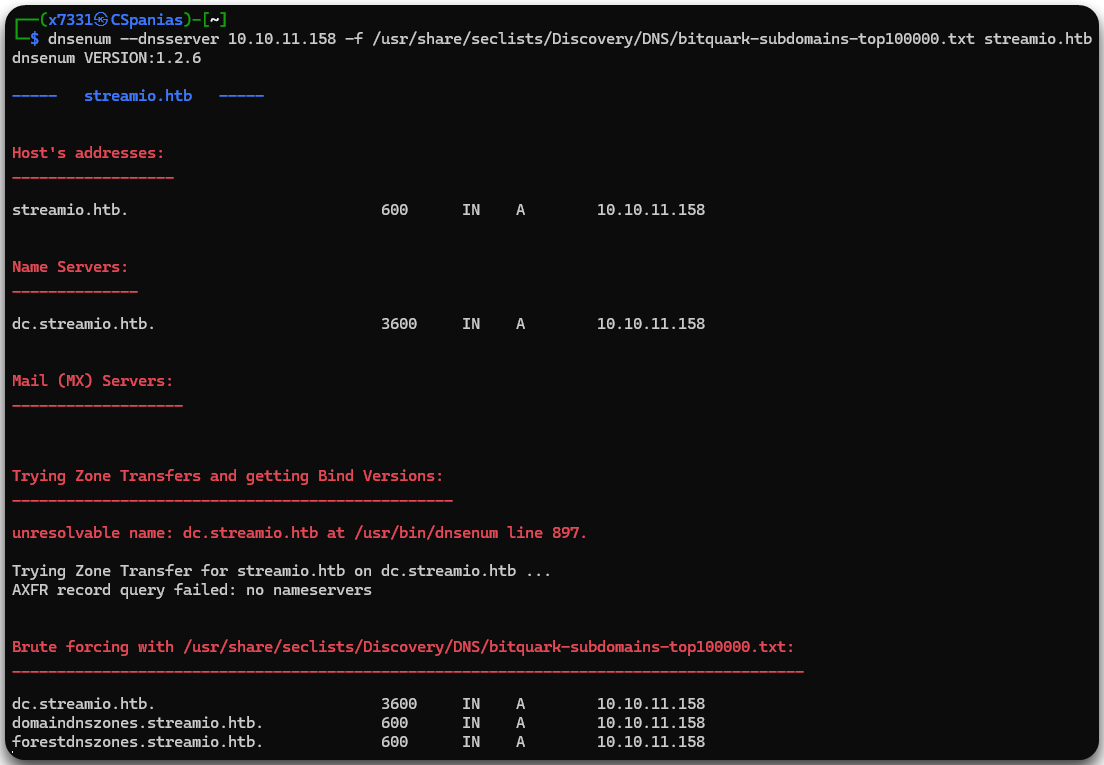 ┌──(x7331㉿CSpanias)-[~]
└─$ dnsenum --dnsserver 10.10.11.158 -f /usr/share/seclists/Discovery/DNS/bitquark-subdomains-top100000.txt streamio.htb
dnsenum VERSION:1.2.6
-----   streamio.htb   -----
Host's addresses:
__________________
streamio.htb.                            600      IN    A        10.10.11.158
Name Servers:
______________
dc.streamio.htb.                         3600     IN    A        10.10.11.158
Mail (MX) Servers:
___________________
Trying Zone Transfers and getting Bind Versions:
_________________________________________________
unresolvable name: dc.streamio.htb at /usr/bin/dnsenum line 897.
Trying Zone Transfer for streamio.htb on dc.streamio.htb ...
AXFR record query failed: no nameservers
Brute forcing with /usr/share/seclists/Discovery/DNS/bitquark-subdomains-top100000.txt:
________________________________________________________________________________________
dc.streamio.htb.                         3600     IN    A        10.10.11.158
domaindnszones.streamio.htb.             600      IN    A        10.10.11.158
forestdnszones.streamio.htb.             600      IN    A        10.10.11.158